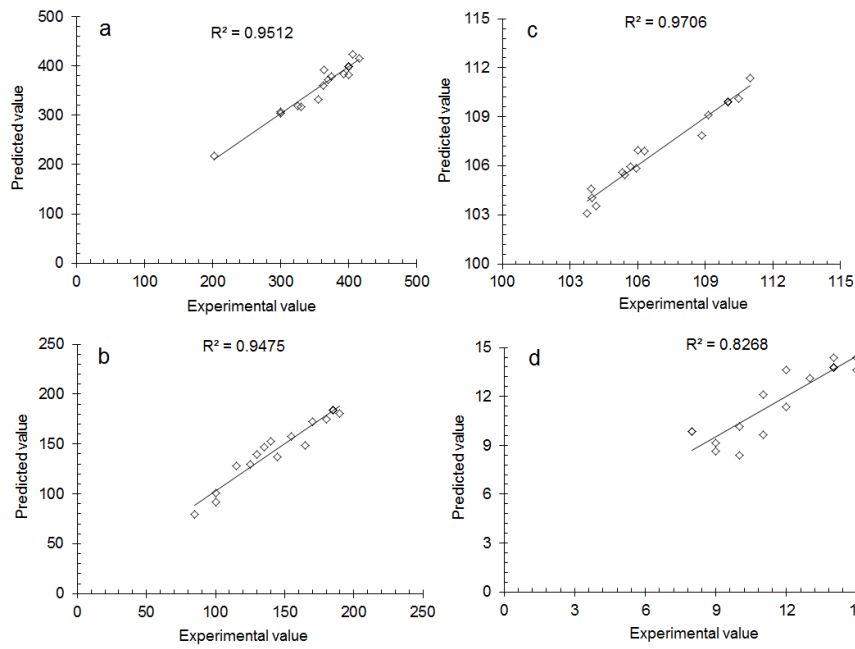 a
R² = 0.9512
500
400
300
200
100
0
Predicted value
0 100 200 300 400 500
Experimental value
c
R² = 0.9706
115
112
109
106
103
100
Predicted value
100 103 106 109 112 115
Experimental value
b
R² = 0.9475
250
200
150
100
50
0
Predicted value
0 50 100 150 200 250
Experimental value
d
R² = 0.8268
15
12
9
6
3
0
Predicted value
0 3 6 9 12
Experimental value